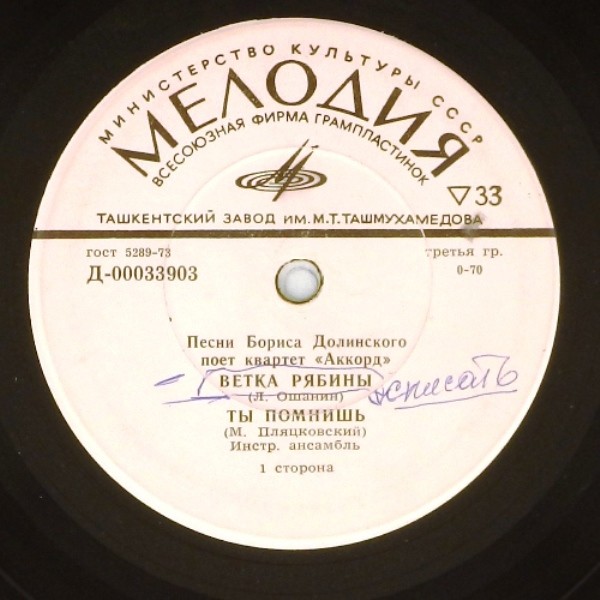 МИНИСТЕРСТВО КУЛЬТУРЫ СССР
МЕЛОДИЯ
ВСЕСОЮЗНАЯ ФИРМА ГРАМПЛАСТИНОК
33
ТАШКЕНТСКИЙ ЗАВОД ИМ. М.Т. ТАШМУХАМЕДОВА
гост 5289-73
третья гр.
Д-00033903
0-70
Песни Бориса Долинского
поет квартет «Аккорд»
ВЕТКА РЯБИНЫ
списать
(Л. Ошанин)
ТЫ ПОМНИШЬ
(М. Пляцковский)
Инстр. ансамбль
1 сторона